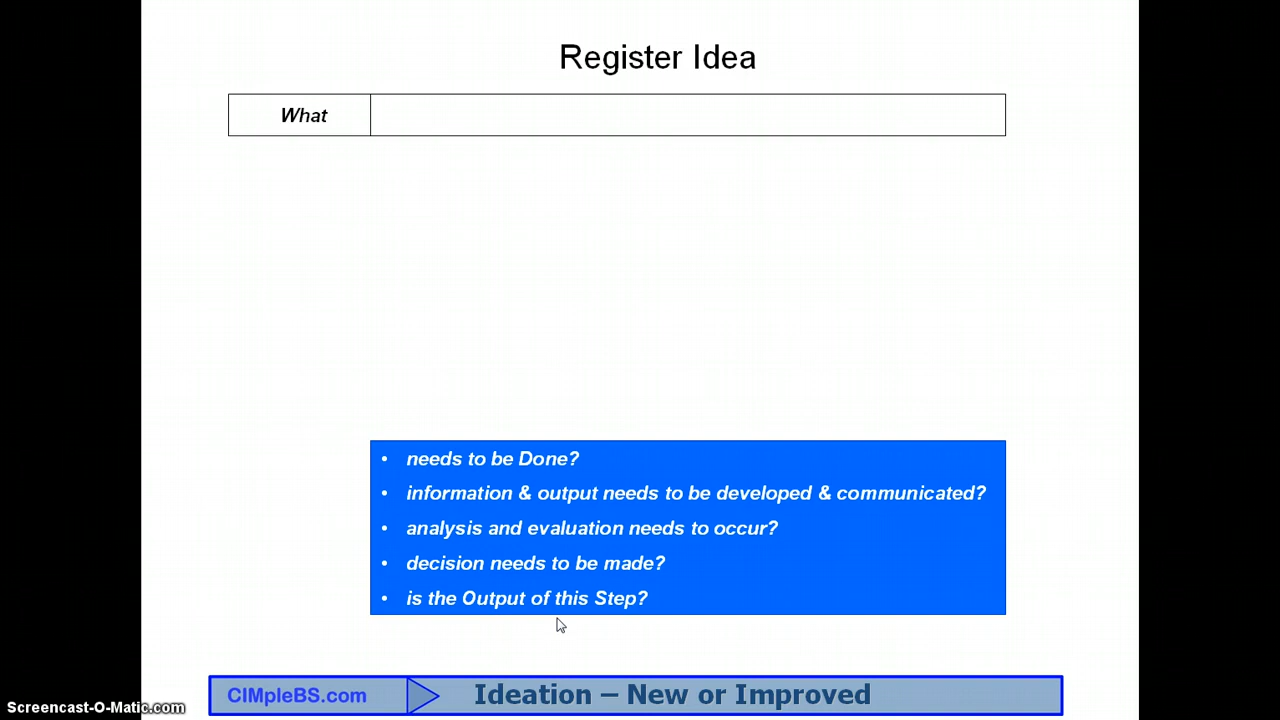 Register Idea
What
• needs to be Done?
• information & output needs to be developed & communicated?
• analysis and evaluation needs to occur?
• decision needs to be made?
• is the Output of this Step?
CIMpleBS.com Ideation – New or Improved
Screencast-O-Matic.com